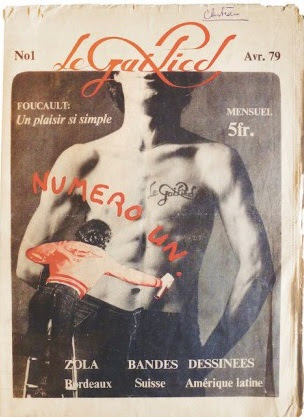 No1
Le Gai Pied
Avr. 79
FOUCAULT:
Un plaisir si simple
MENSUEL
5fr.
NUMERO UN.
Le Gai Pied
ZOLA BANDES DESSINEES
Bordeaux Suisse Amérique latine